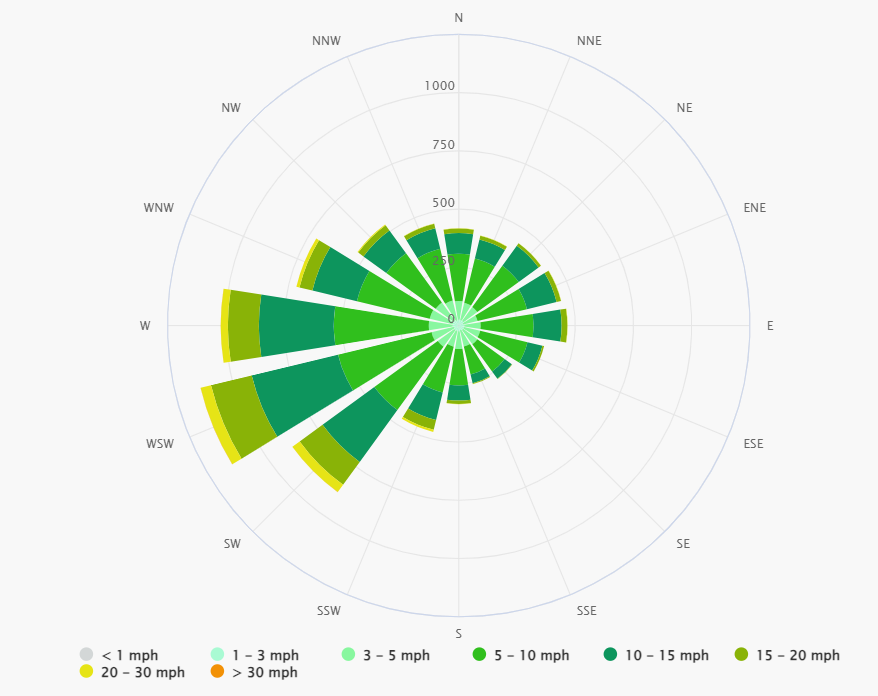 N
NNW
NNE
1000
NW
NE
750
WNW
500
ENE
250
W
0
E
WSW
ESE
SW
SE
SSW
SSE
S
< 1 mph
1 – 3 mph
3 – 5 mph
5 – 10 mph
10 – 15 mph
15 – 20 mph
20 – 30 mph
> 30 mph